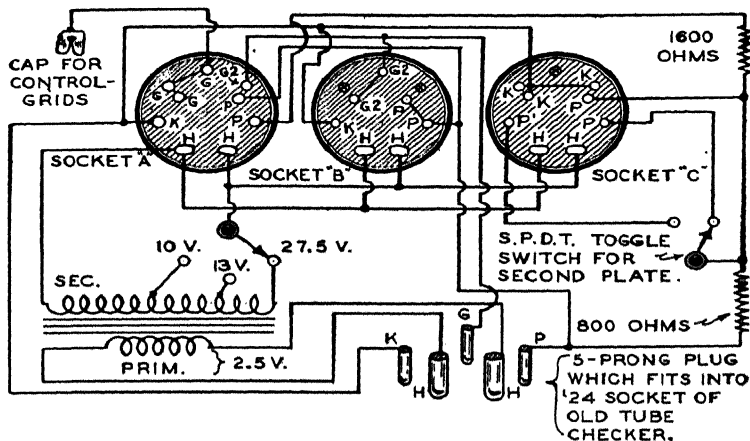 CAP FOR
CONTROL-
GRIDS
1600
OHMS
G G2
G G P
K P
H H
SOCKET "A"
G2
G2 P
K P
H H
SOCKET "B"
K K
K P
P' P
H H
SOCKET "C"
10 V.
13 V.
27.5 V.
SEC.
PRIM.
2.5 V.
S.P.D.T. TOGGLE
SWITCH FOR
SECOND PLATE.
800 OHMS
K G P
H H
5-PRONG PLUG
WHICH FITS INTO
'24 SOCKET OF
OLD TUBE
CHECKER.